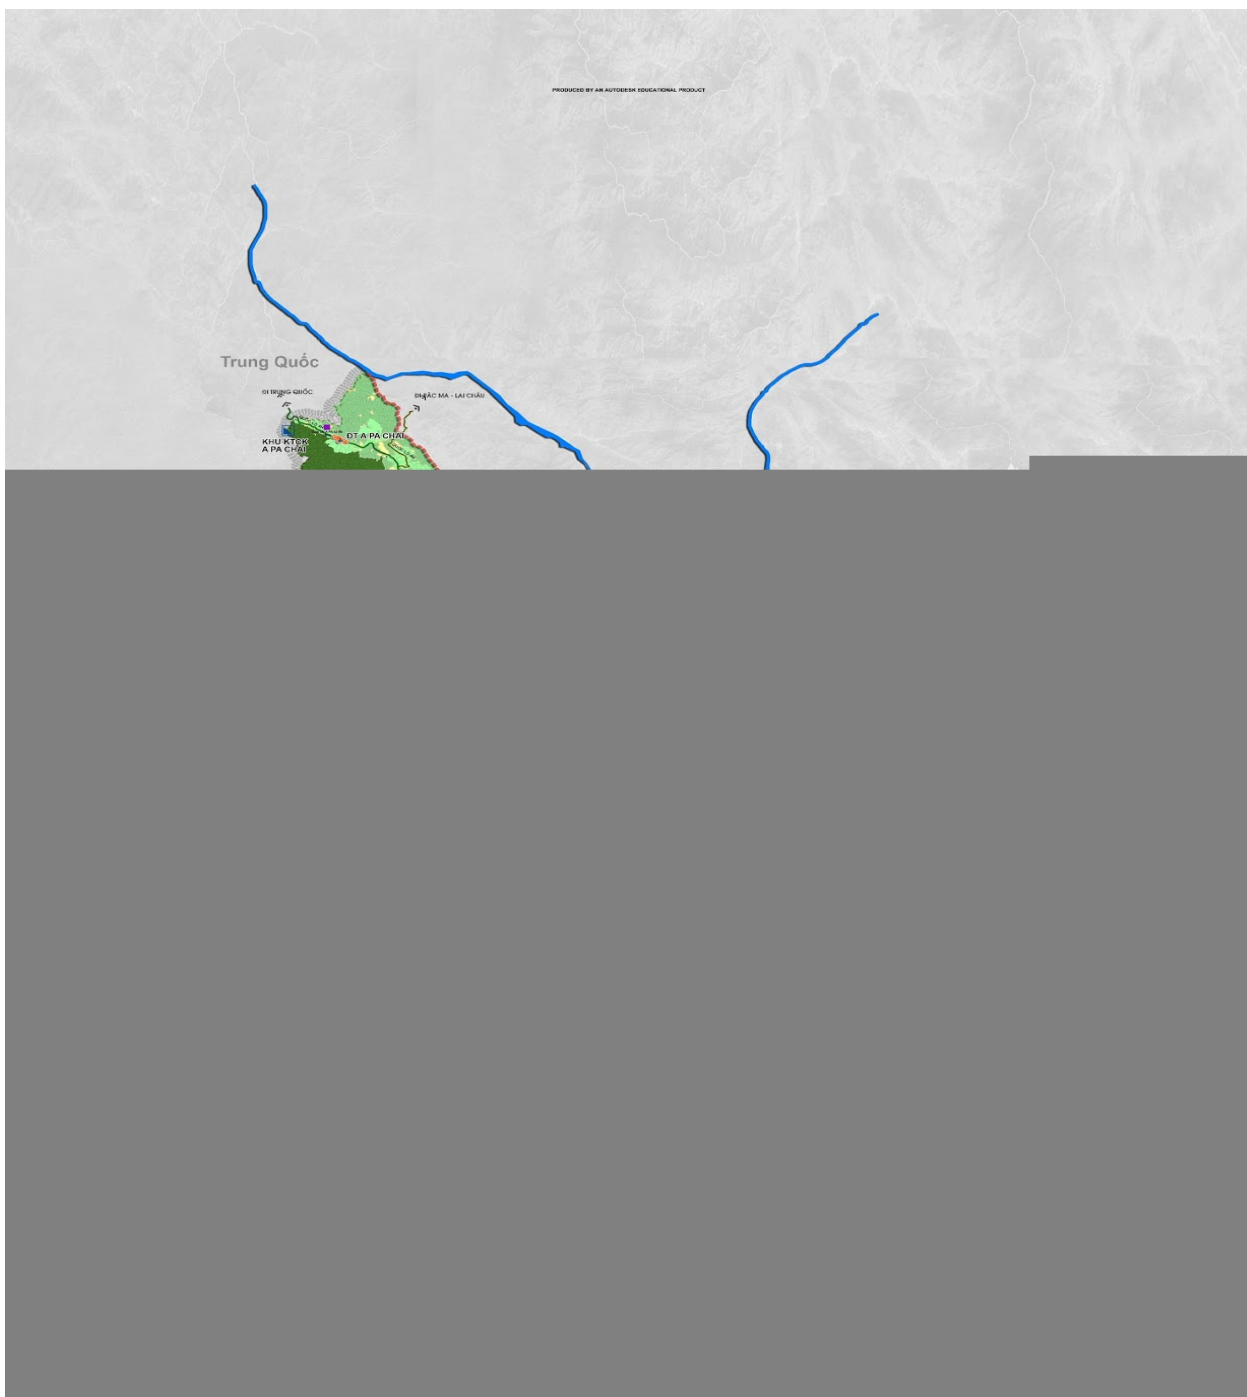 PRODUCED BY AN AUTODESK EDUCATIONAL PRODUCT
Trung Quốc
ĐI TRUNG QUỐC
ĐI BẮC MA - LAI CHÂU
ĐT A PA CHẢI
KHU KTCK
A PA CHẢI